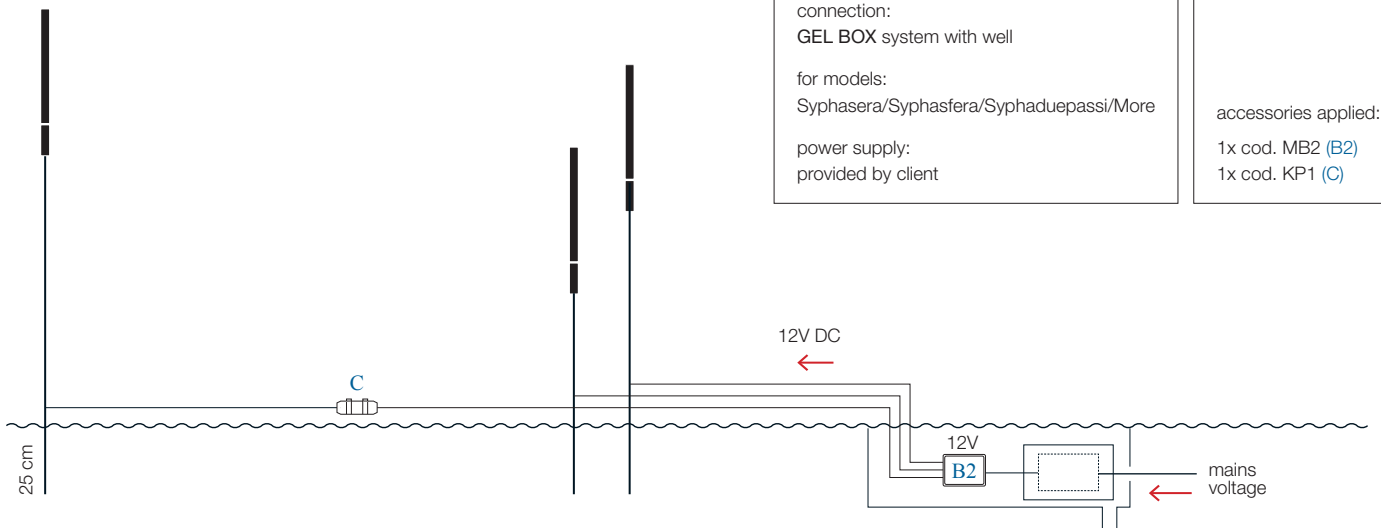 connection:
GEL BOX system with well
for models:
Syphasera/Syphasfera/Syphaduepassi/More
power supply:
provided by client
accessories applied:
1x cod. MB2 (B2)
1x cod. KP1 (C)
12V DC
C
25 cm
12V
B2
mains
voltage